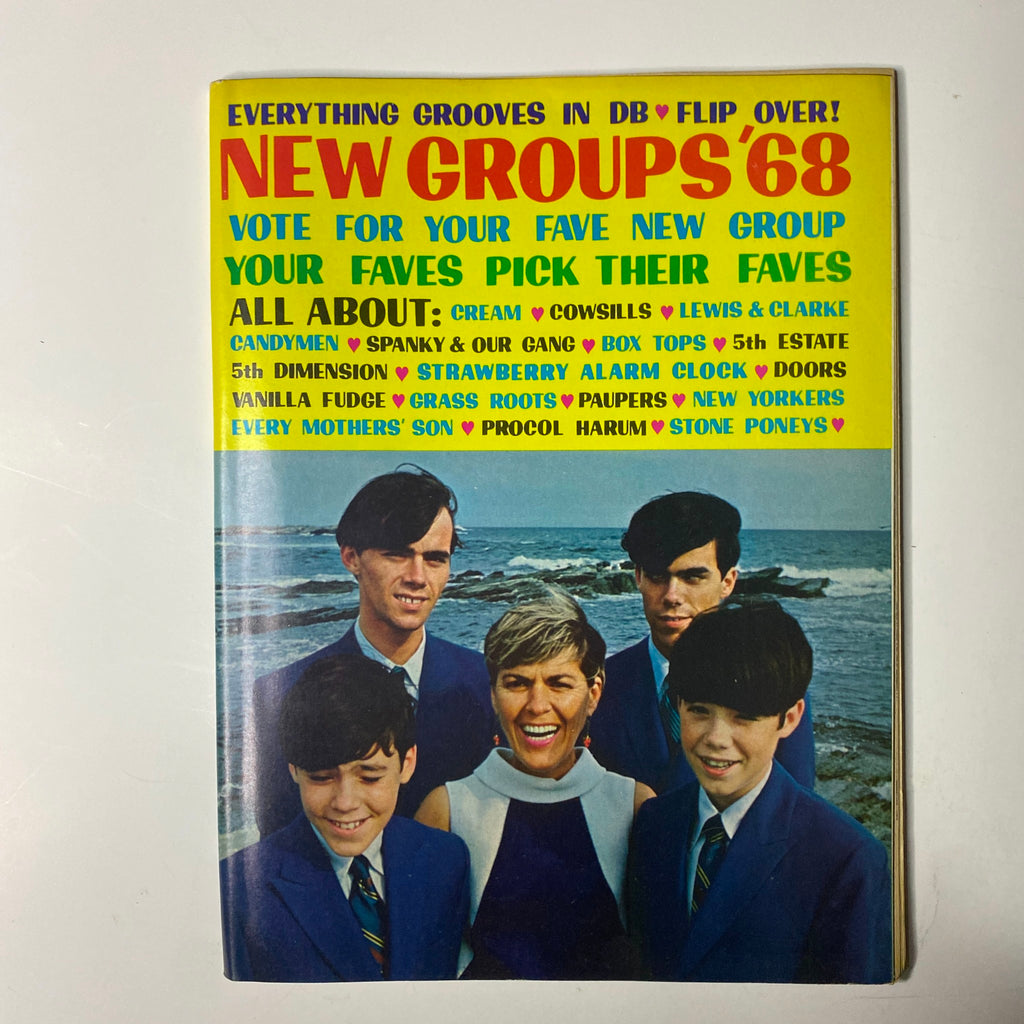 EVERYTHING GROOVES IN DB ♥ FLIP OVER!
NEW GROUPS '68
VOTE FOR YOUR FAVE NEW GROUP
YOUR FAVES PICK THEIR FAVES
ALL ABOUT: CREAM ♥ COWSILLS ♥ LEWIS & CLARKE
CANDYMEN ♥ SPANKY & OUR GANG ♥ BOX TOPS ♥ 5th ESTATE
5th DIMENSION ♥ STRAWBERRY ALARM CLOCK ♥ DOORS
VANILLA FUDGE ♥ GRASS ROOTS ♥ PAUPERS ♥ NEW YORKERS
EVERY MOTHERS' SON ♥ PROCOL HARUM ♥ STONE PONEYS ♥